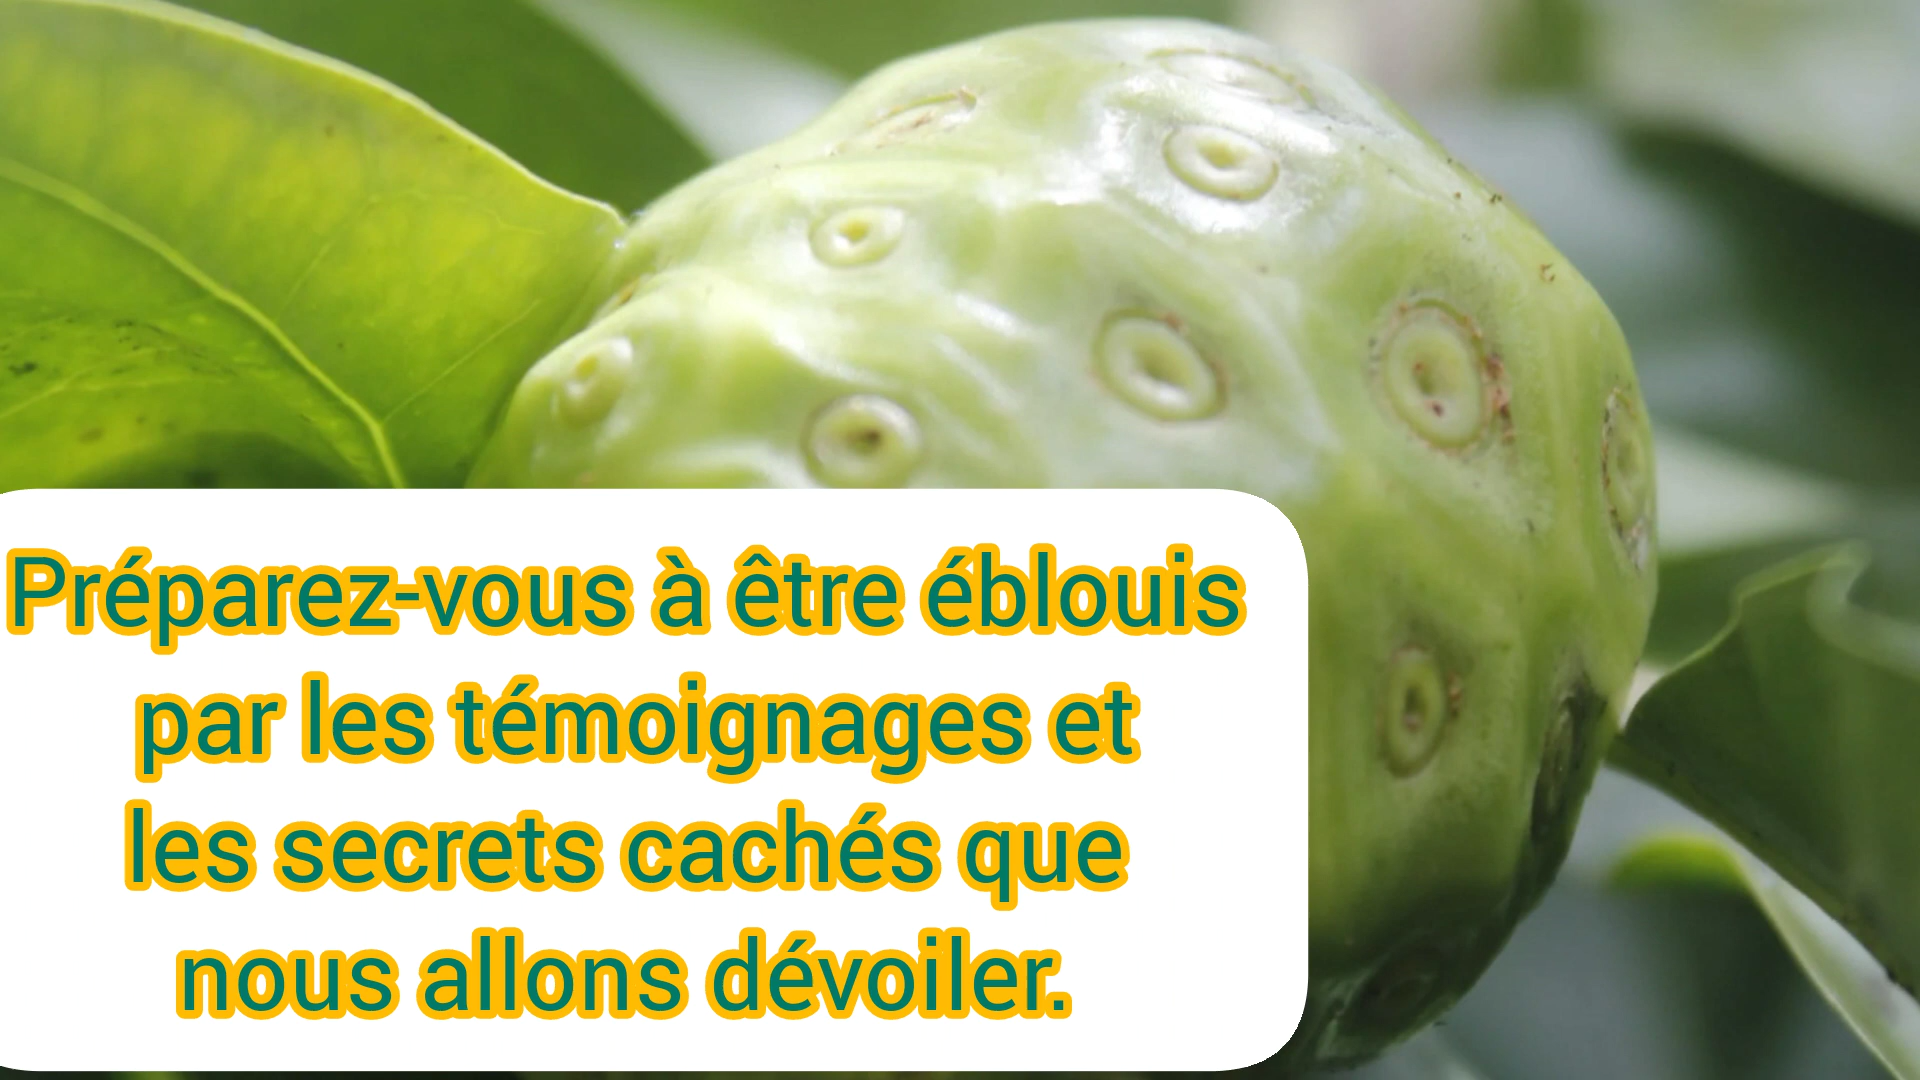 Préparez-vous à être éblouis
par les témoignages et
les secrets cachés que
nous allons dévoiler.